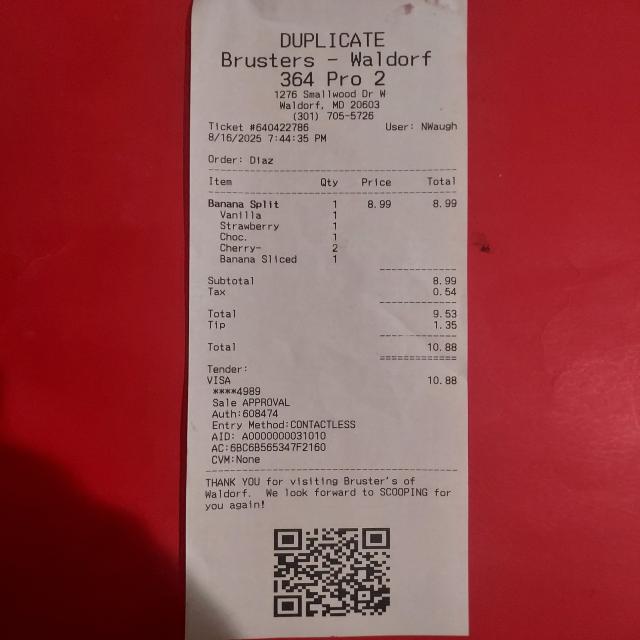 DUPLICATE
Brusters - Waldorf
364 Pro 2
1276 Smallwood Dr W
Waldorf, MD 20603
(301) 705-5726
Ticket #640422786 User: NWaugh
8/16/2025 7:44:35 PM
Order: Diaz
Item Qty Price Total
Banana Split 1 8.99 8.99
Vanilla 1
Strawberry 1
Choc. 1
Cherry- 2
Banana Sliced 1
Subtotal 8.99
Tax 0.54
Total 9.53
Tip 1.35
Total 10.88
Tender:
VISA 10.88
****4989
Sale APPROVAL
Auth:608474
Entry Method:CONTACTLESS
AID: A0000000031010
AC:6BC6B565347F2160
CVM:None
THANK YOU for visiting Bruster's of
Waldorf. We look forward to SCOOPING for
you again!